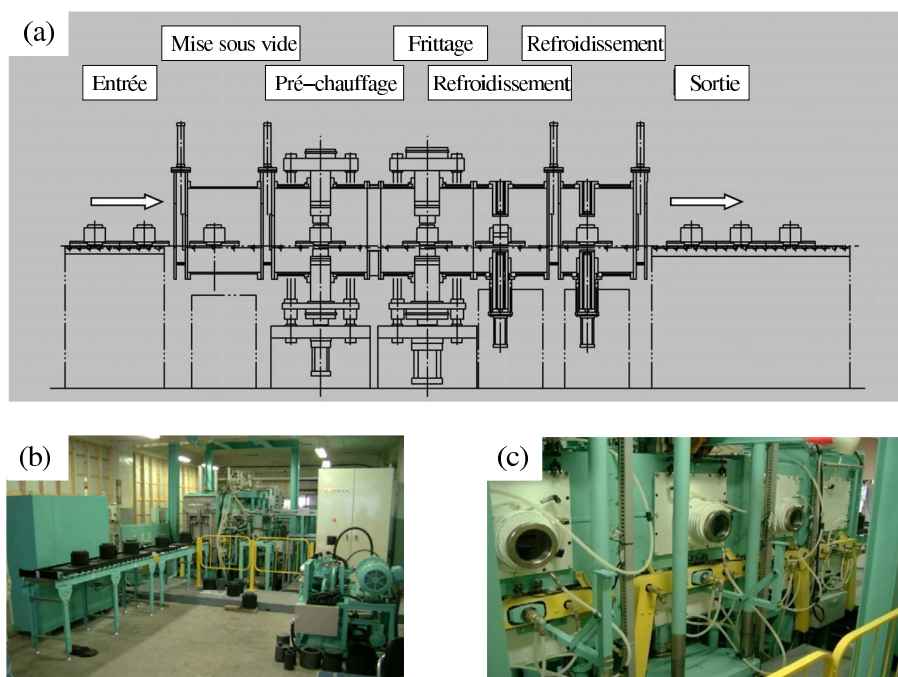 (a)
Mise sous vide
Frittage
Refroidissement
Entrée
Pré-chauffage
Refroidissement
Sortie
(b)
(c)